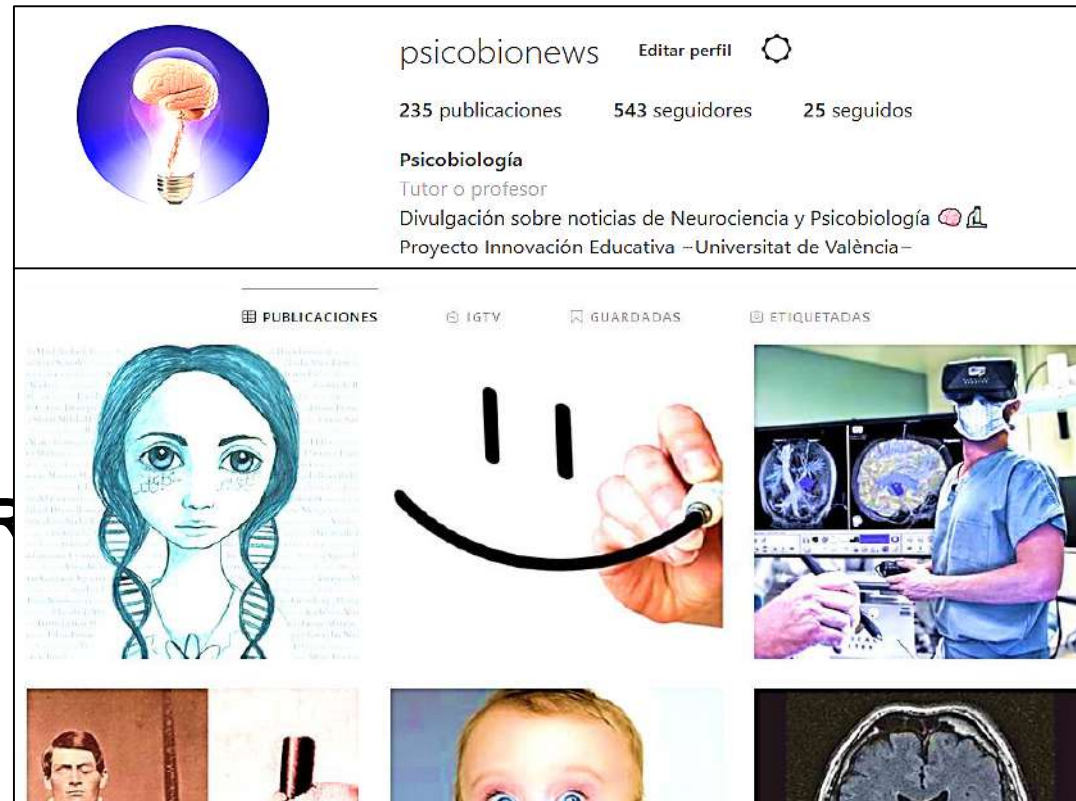 psicobionews Editar perfil
235 publicaciones 543 seguidores 25 seguidos
Psicobiología
Tutor o profesor
Divulgación sobre noticias de Neurociencia y Psicobiología
Proyecto Innovación Educativa –Universitat de València–
PUBLICACIONES IGTV GUARDADAS ETIQUETADAS
R